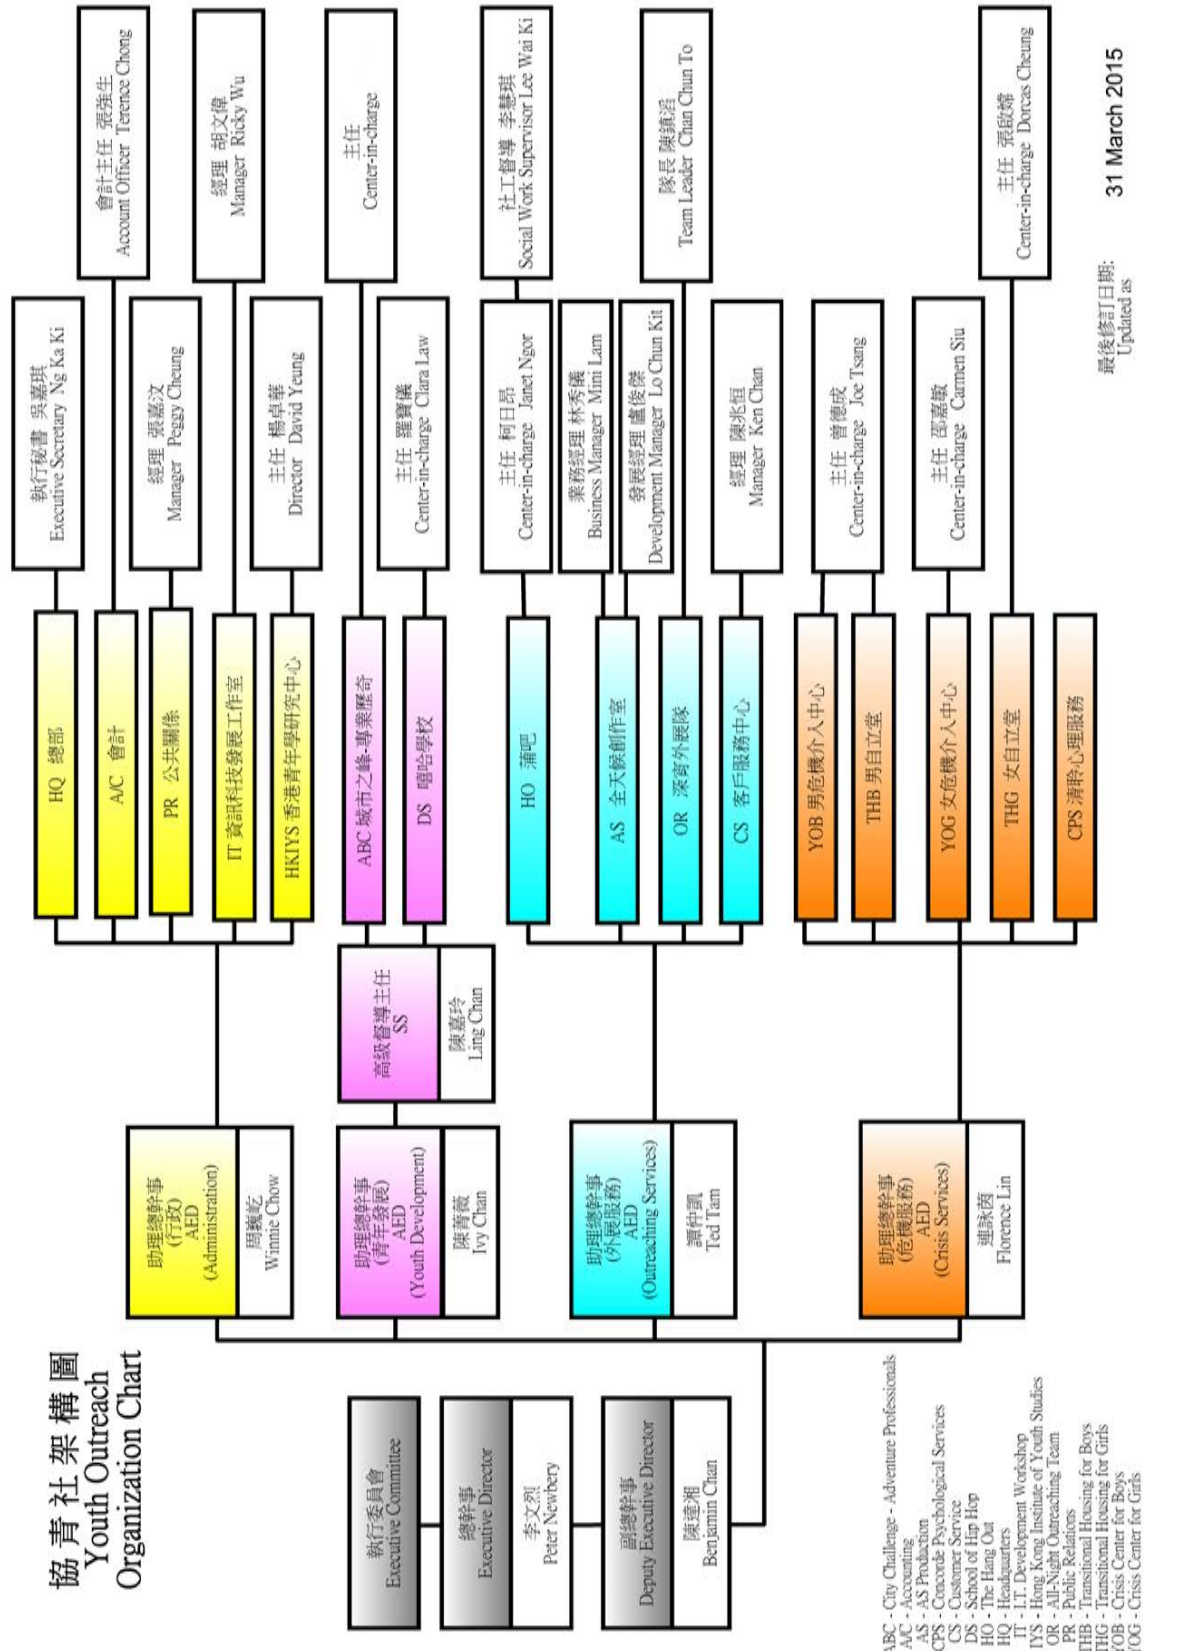 協青社架構圖
Youth Outreach
Organization Chart
執行委員會
Executive Committee
總幹事
Executive Director
李文烈
Peter Newbery
副總幹事
Deputy Executive Director
陳達湘
Benjamin Chan
助理總幹事
(行政)
AED
(Administration)
周巍屹
Winnie Chow
助理總幹事
(青年發展)
AED
(Youth Development)
陳菁薇
Ivy Chan
助理總幹事
(外展服務)
AED
(Outreaching Services)
譚仲凱
Ted Tam
助理總幹事
(危機服務)
AED
(Crisis Services)
連詠茵
Florence Lin
高級督導主任
SS
陳嘉玲
Ling Chan
HQ 總部
A/C 會計
PR 公共關係
IT 資訊科技發展工作室
HKIYS 香港青年學研究中心
ABC 城市之峰-專業歷奇
DS 嘻哈學校
HO 蒲吧
AS 全天候創作室
OR 深宵外展隊
CS 客戶服務中心
YOB 男危機介入中心
THB 男自立堂
YOG 女危機介入中心
THG 女自立堂
CPS 清聆心理服務
執行秘書 吳嘉琪
Executive Secretary Ng Ka Ki
會計主任 張強生
Account Officer Terence Chong
經理 張嘉汶
Manager Peggy Cheung
經理 胡文偉
Manager Ricky Wu
主任 楊卓華
Director David Yeung
主任
Center-in-charge
主任 羅寶儀
Center-in-charge Clara Law
主任 柯日昂
Center-in-charge Janet Ngor
社工督導 李慧琪
Social Work Supervisor Lee Wai Ki
業務經理 林秀儀
Business Manager Mini Lam
發展經理 盧俊傑
Development Manager Lo Chun Kit
隊長 陳鎮滔
Team Leader Chan Chun To
經理 陳兆恒
Manager Ken Chan
主任 曾德成
Center-in-charge Joe Tsang
主任 邵嘉敏
Center-in-charge Carmen Siu
主任 張啟嫦
Center-in-charge Dorcas Cheung
ABC - City Challenge - Adventure Professionals
A/C - Accounting
AS - AS Production
CPS - Concorde Psychological Services
CS - Customer Service
DS - School of Hip Hop
HO - The Hang Out
HQ - Headquarters
IT - I.T. Development Workshop
IYS - Hong Kong Institute of Youth Studies
OR - All-Night Outreaching Team
PR - Public Relations
THB - Transitional Housing for Boys
THG - Transitional Housing for Girls
YOB - Crisis Center for Boys
YOG - Crisis Center for Girls
最後修訂日期:
Updated as
31 March 2015